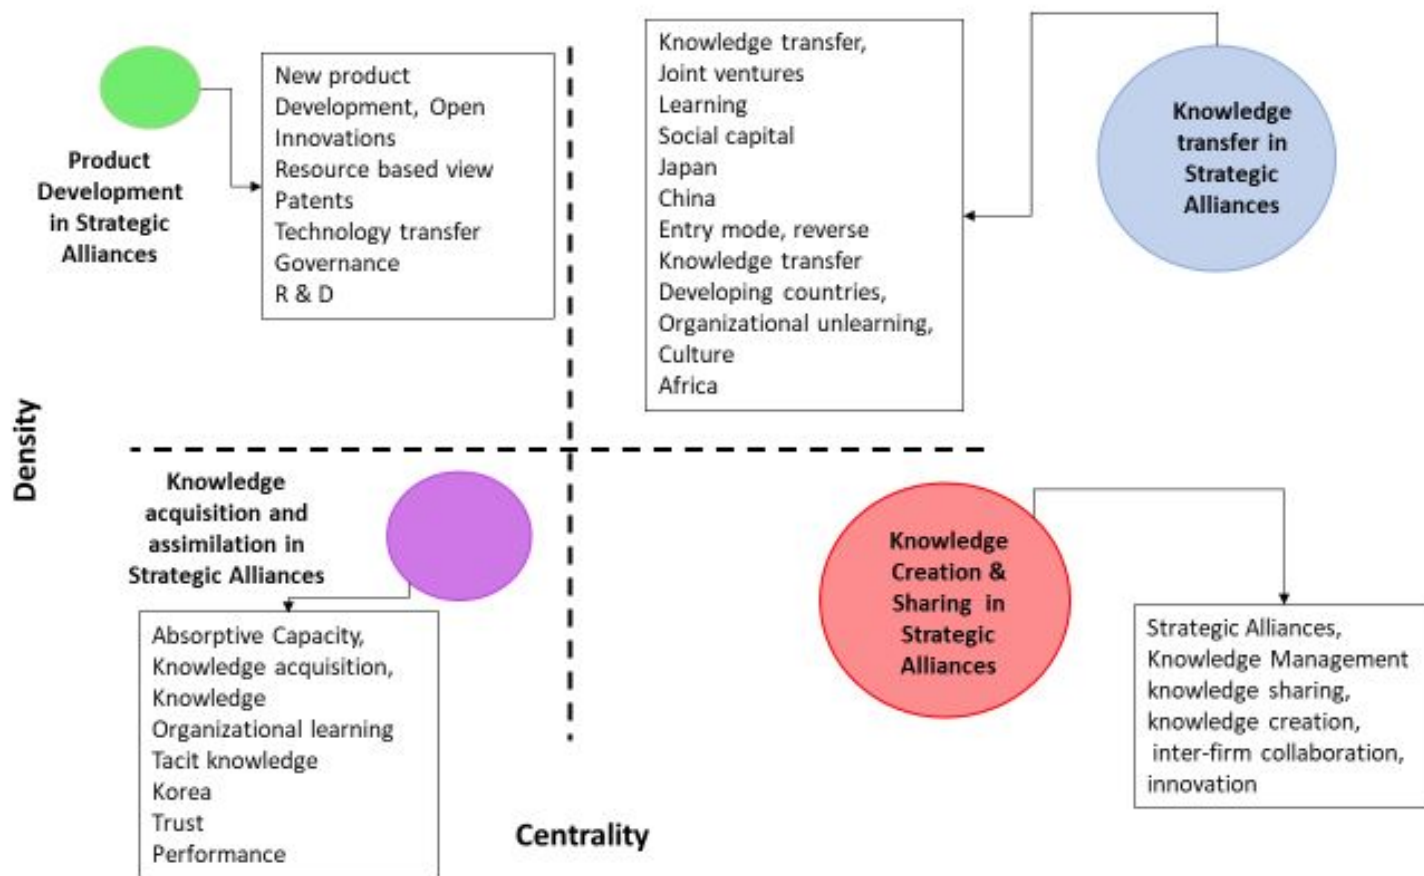 Product
Development
in Strategic
Alliances
New product
Development, Open
Innovations
Resource based view
Patents
Technology transfer
Governance
R & D
Knowledge transfer,
Joint ventures
Learning
Social capital
Japan
China
Entry mode, reverse
Knowledge transfer
Developing countries,
Organizational unlearning,
Culture
Africa
Knowledge
transfer in
Strategic
Alliances
Density
Knowledge
acquisition and
assimilation in
Strategic Alliances
Absorptive Capacity,
Knowledge acquisition,
Knowledge
Organizational learning
Tacit knowledge
Korea
Trust
Performance
Knowledge
Creation &
Sharing in
Strategic
Alliances
Strategic Alliances,
Knowledge Management
knowledge sharing,
knowledge creation,
inter-firm collaboration,
innovation
Centrality